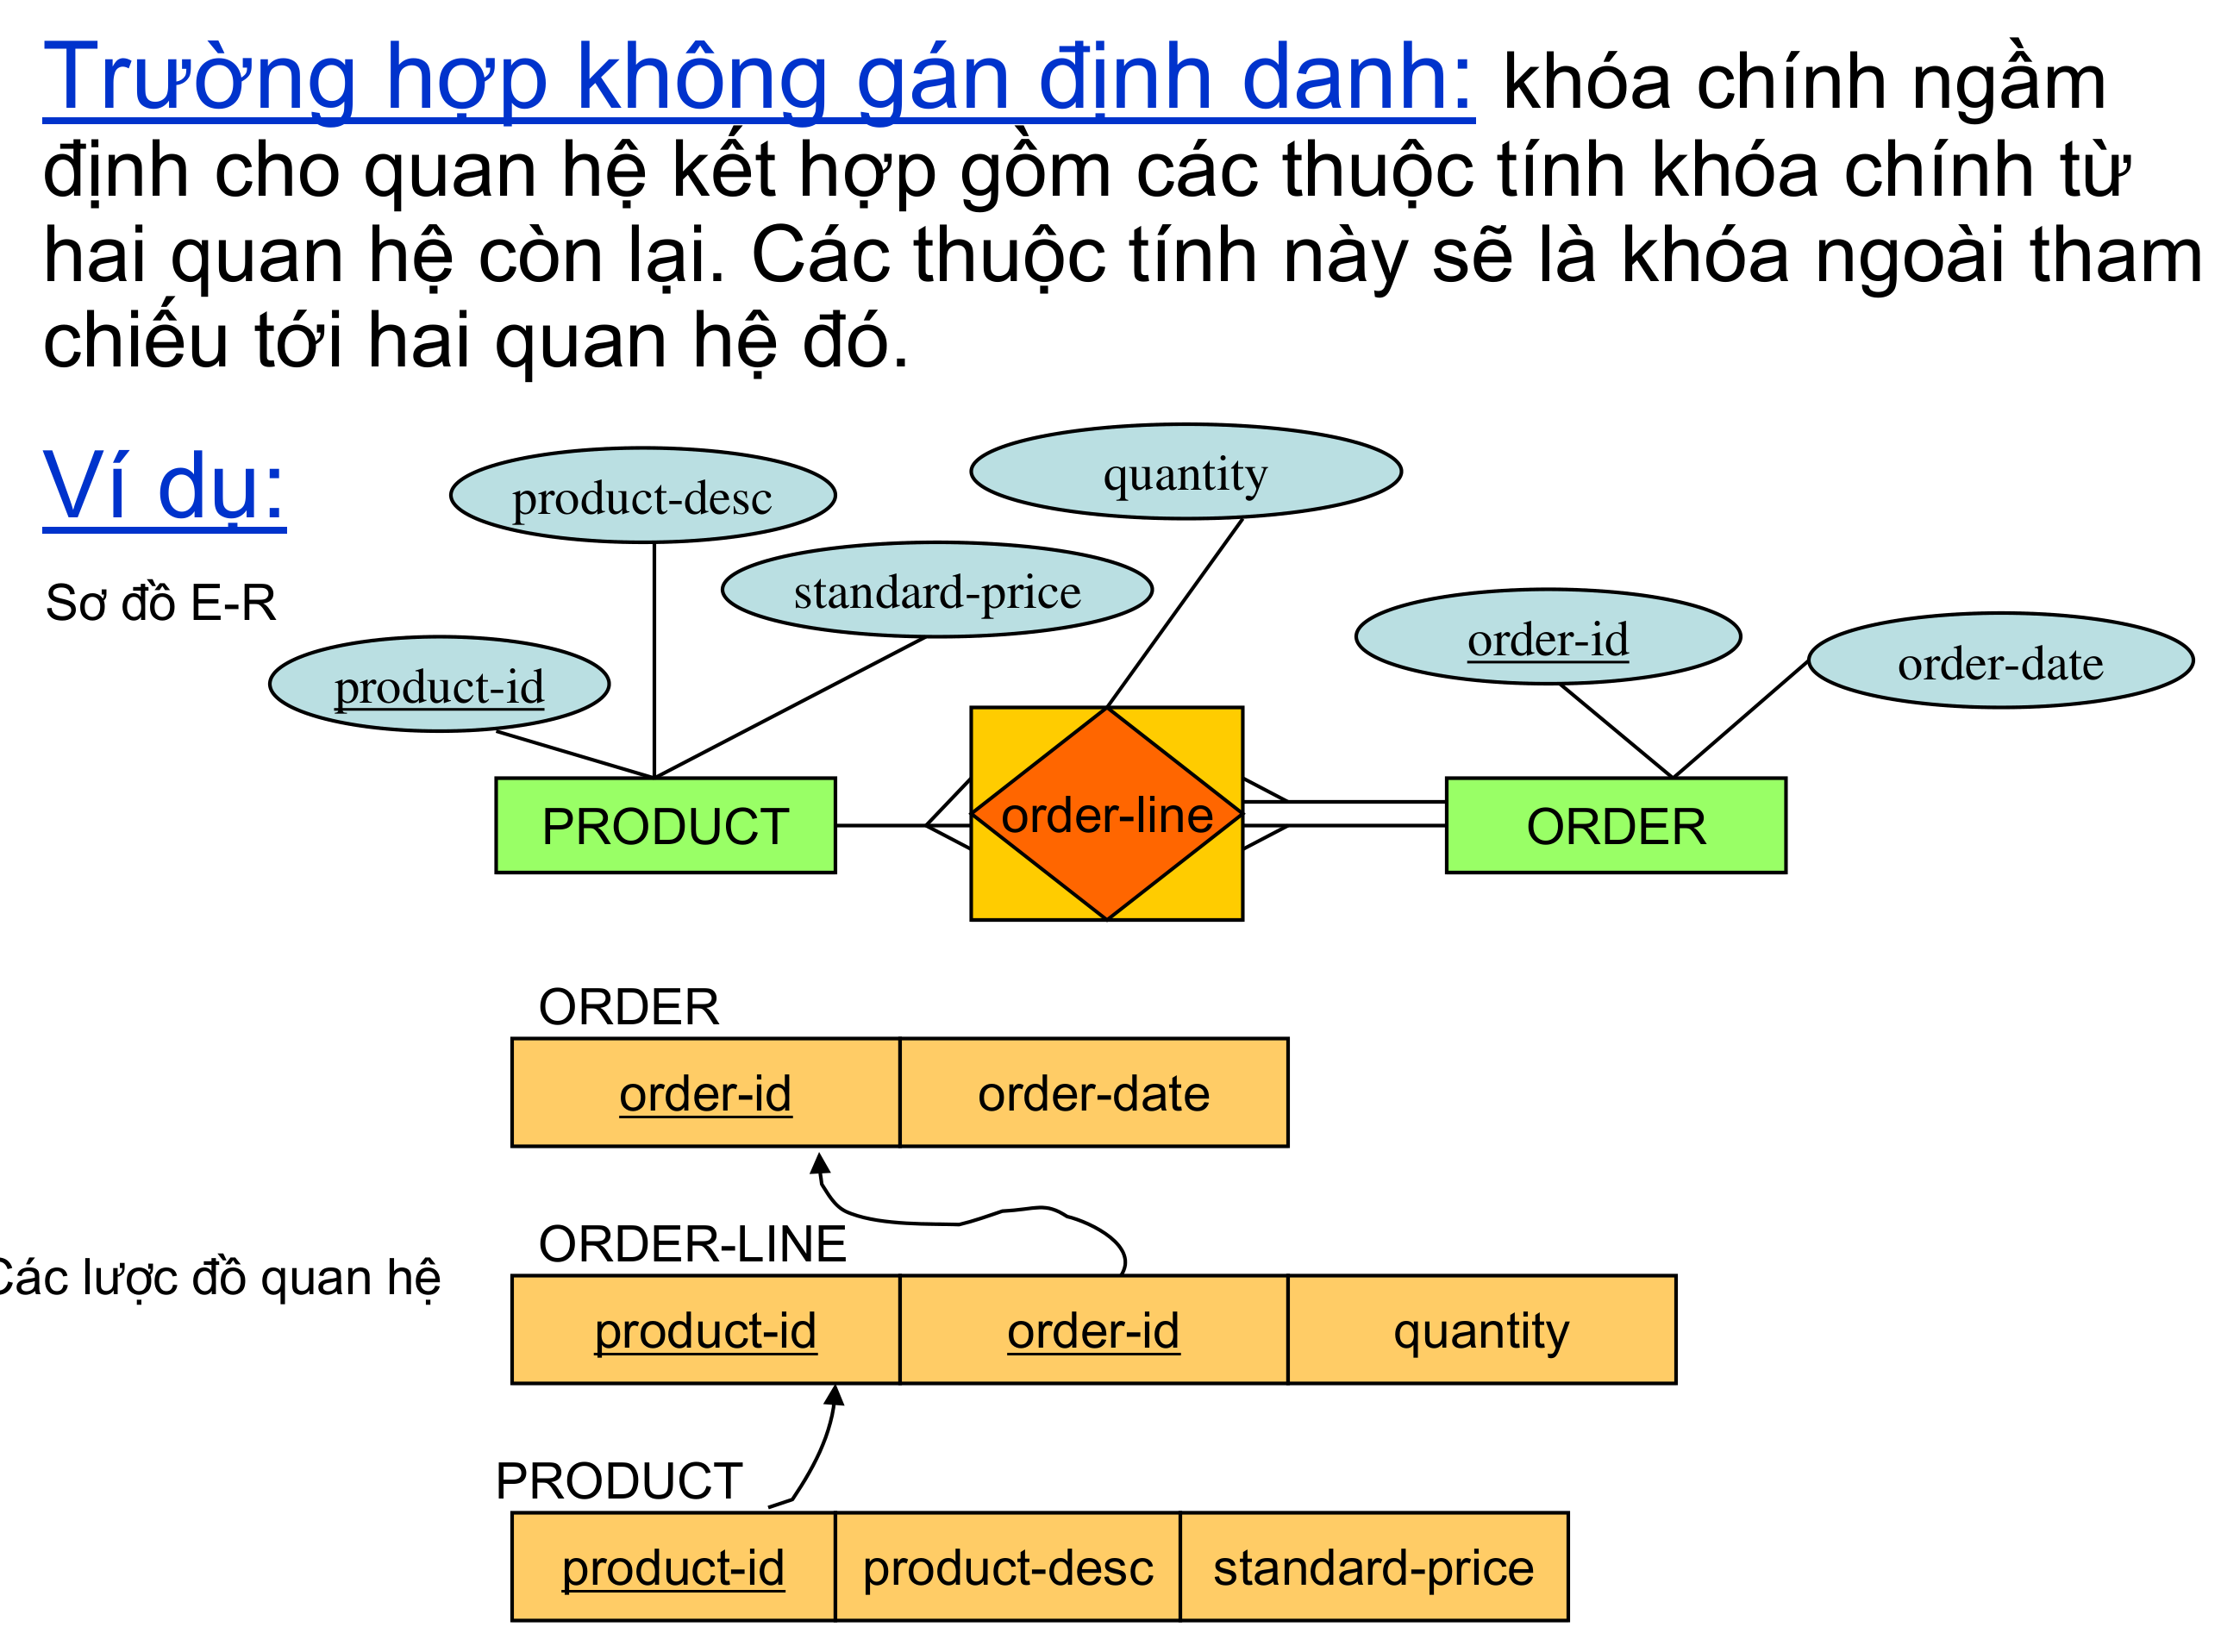 Trường hợp không gán định danh: khóa chính ngầm
định cho quan hệ kết hợp gồm các thuộc tính khóa chính từ
hai quan hệ còn lại. Các thuộc tính này sẽ là khóa ngoài tham
chiếu tới hai quan hệ đó.
Ví dụ:
Sơ đồ E-R
product-desc
quantity
standard-price
product-id
order-id
order-date
PRODUCT
order-line
ORDER
ORDER
order-id
order-date
Các lược đồ quan hệ
ORDER-LINE
product-id
order-id
quantity
PRODUCT
product-id
product-desc
standard-price